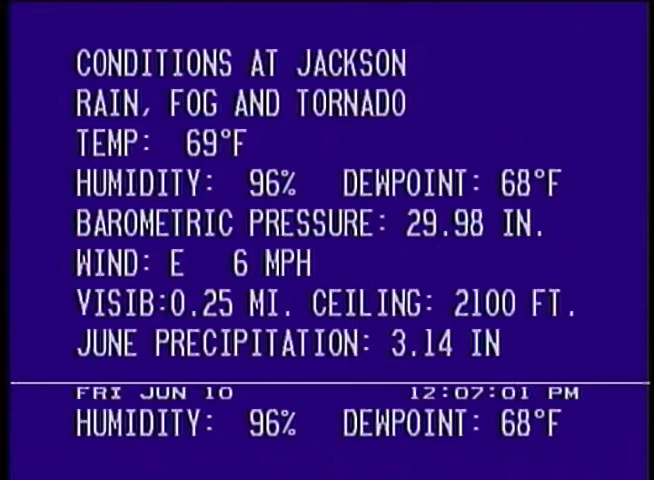 CONDITIONS AT JACKSON
RAIN, FOG AND TORNADO
TEMP: 69°F
HUMIDITY: 96% DEWPOINT: 68°F
BAROMETRIC PRESSURE: 29.98 IN.
WIND: E 6 MPH
VISIB:0.25 MI. CEILING: 2100 FT.
JUNE PRECIPITATION: 3.14 IN
FRI JUN 10 12:07:01 PM
HUMIDITY: 96% DEWPOINT: 68°F